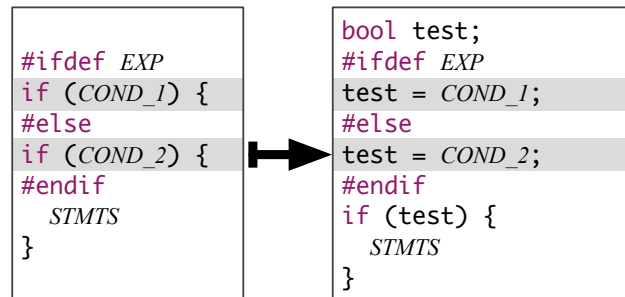 #ifdef EXP
if (COND_1) {
#else
if (COND_2) {
#endif
STMTS
}
bool test;
#ifdef EXP
test = COND_1;
#else
test = COND_2;
#endif
if (test) {
STMTS
}